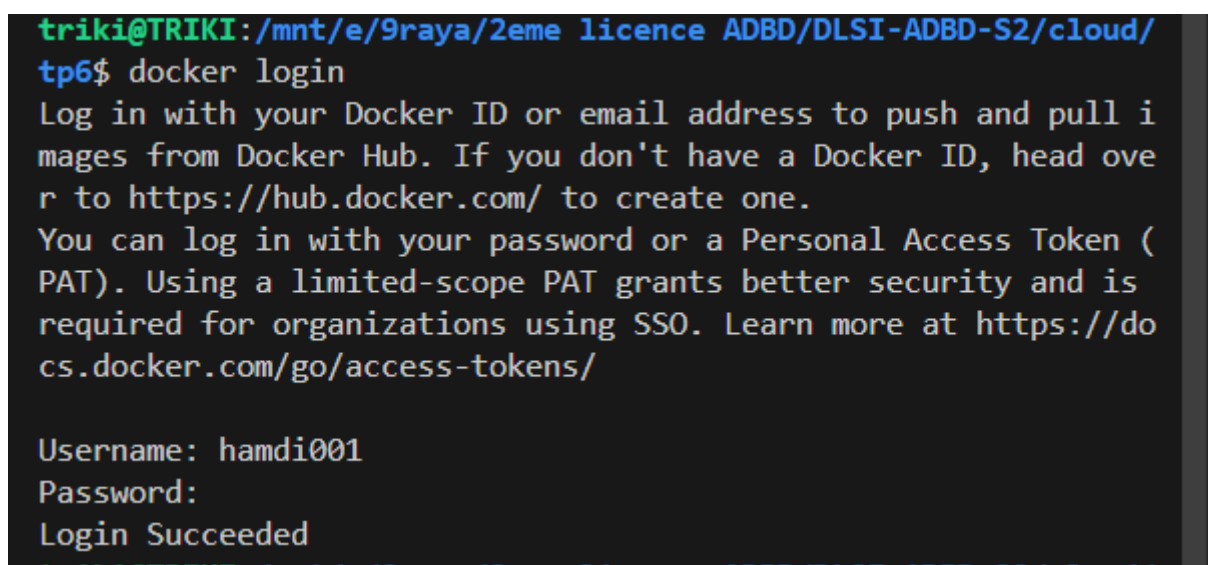 triki@TRIKI:/mnt/e/9raya/2eme licence ADBD/DLSI-ADBD-S2/cloud/
tp6$ docker login
Log in with your Docker ID or email address to push and pull i
mages from Docker Hub. If you don't have a Docker ID, head ove
r to https://hub.docker.com/ to create one.
You can log in with your password or a Personal Access Token (
PAT). Using a limited-scope PAT grants better security and is
required for organizations using SSO. Learn more at https://do
cs.docker.com/go/access-tokens/
Username: hamdi001
Password:
Login Succeeded